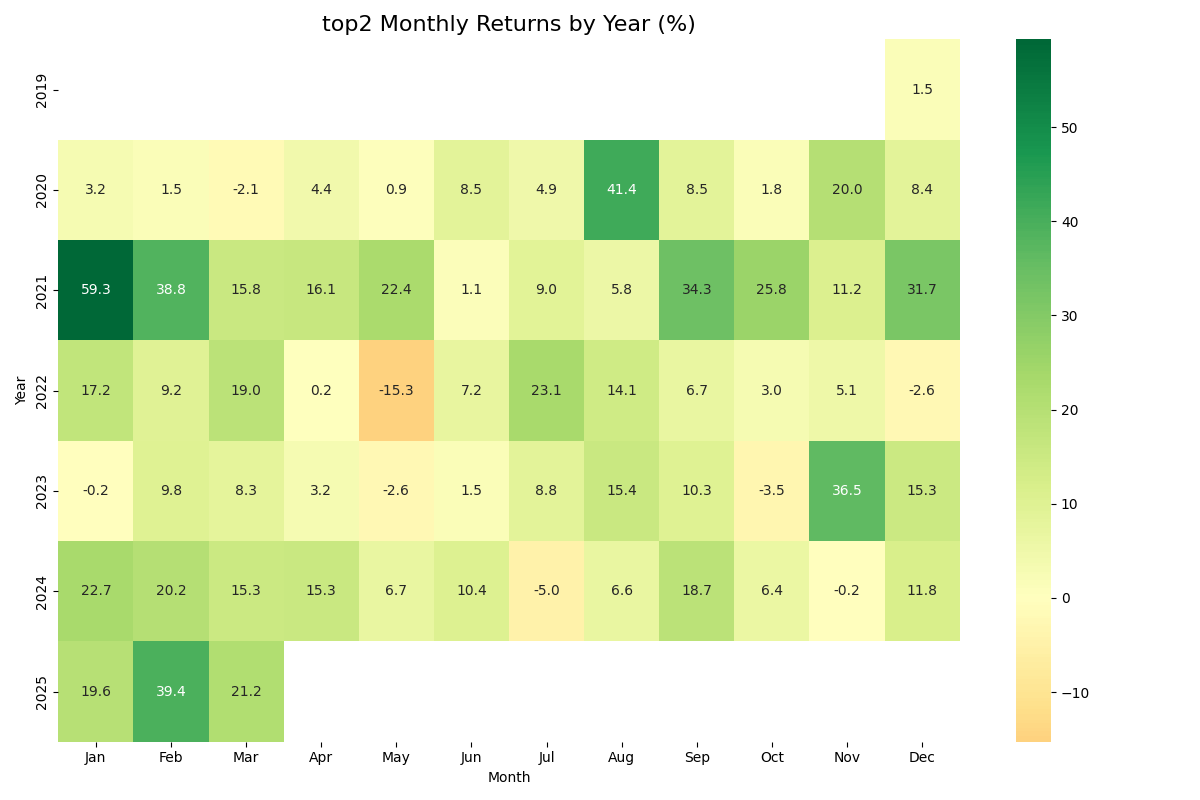 top2 Monthly Returns by Year (%)
2019 1.5
2020 3.2 1.5 -2.1 4.4 0.9 8.5 4.9 41.4 8.5 1.8 20.0 8.4
2021 59.3 38.8 15.8 16.1 22.4 1.1 9.0 5.8 34.3 25.8 11.2 31.7
2022 17.2 9.2 19.0 0.2 -15.3 7.2 23.1 14.1 6.7 3.0 5.1 -2.6
2023 -0.2 9.8 8.3 3.2 -2.6 1.5 8.8 15.4 10.3 -3.5 36.5 15.3
2024 22.7 20.2 15.3 15.3 6.7 10.4 -5.0 6.6 18.7 6.4 -0.2 11.8
2025 19.6 39.4 21.2
Year
Jan Feb Mar Apr May Jun Jul Aug Sep Oct Nov Dec
Month
50
40
30
20
10
0
−10